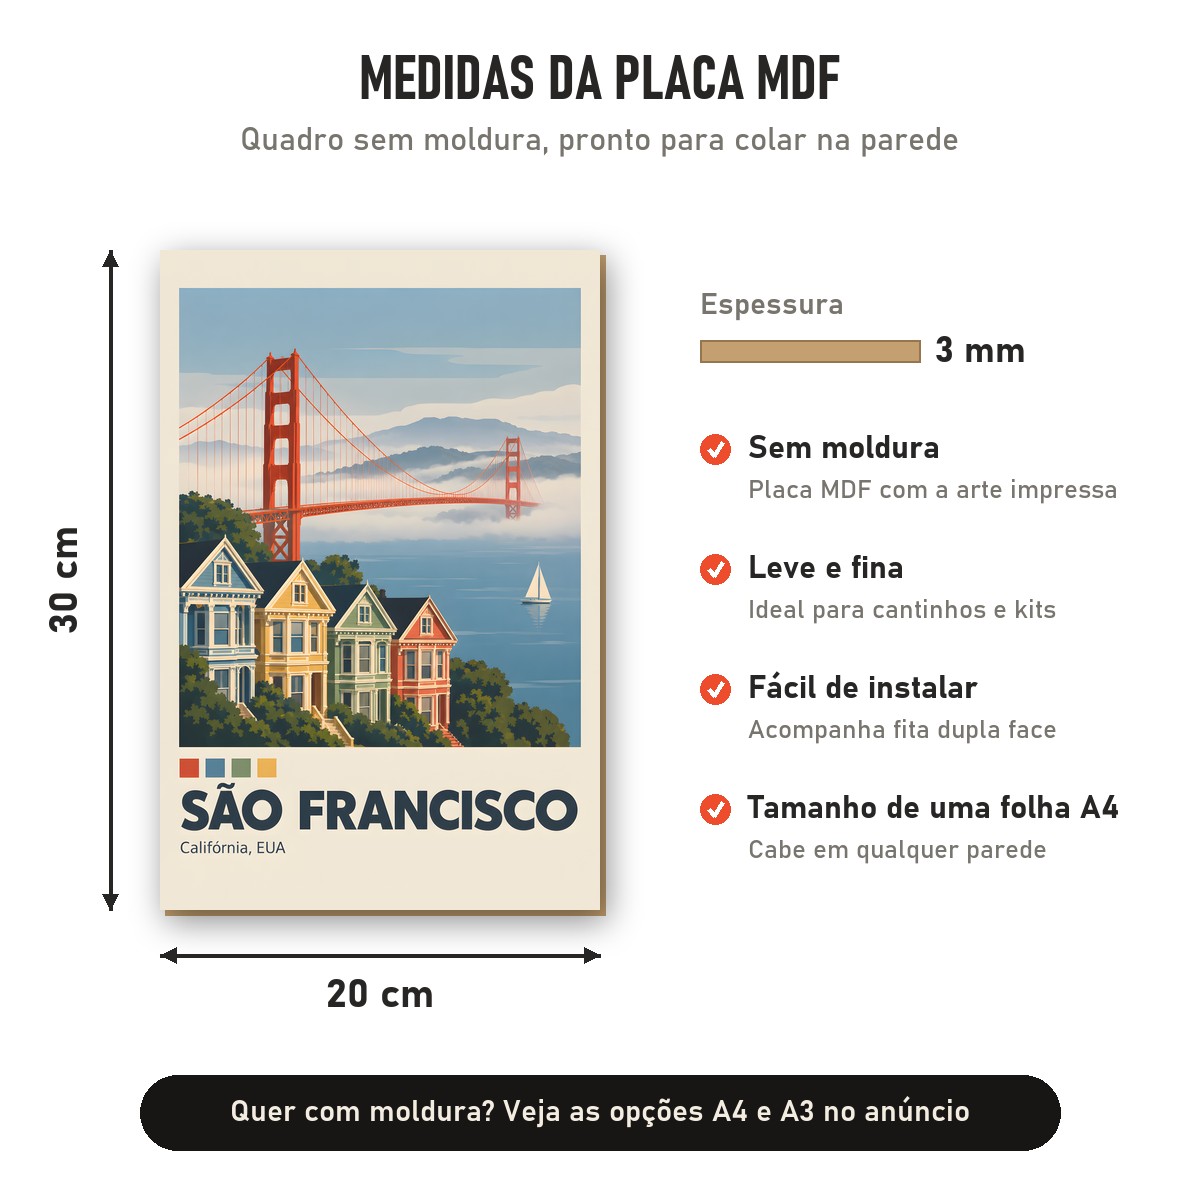 MEDIDAS DA PLACA MDF
Quadro sem moldura, pronto para colar na parede
30 cm
SÃO FRANCISCO
Califórnia, EUA
20 cm
Espessura
3 mm
Sem moldura
Placa MDF com a arte impressa
Leve e fina
Ideal para cantinhos e kits
Fácil de instalar
Acompanha fita dupla face
Tamanho de uma folha A4
Cabe em qualquer parede
Quer com moldura? Veja as opções A4 e A3 no anúncio